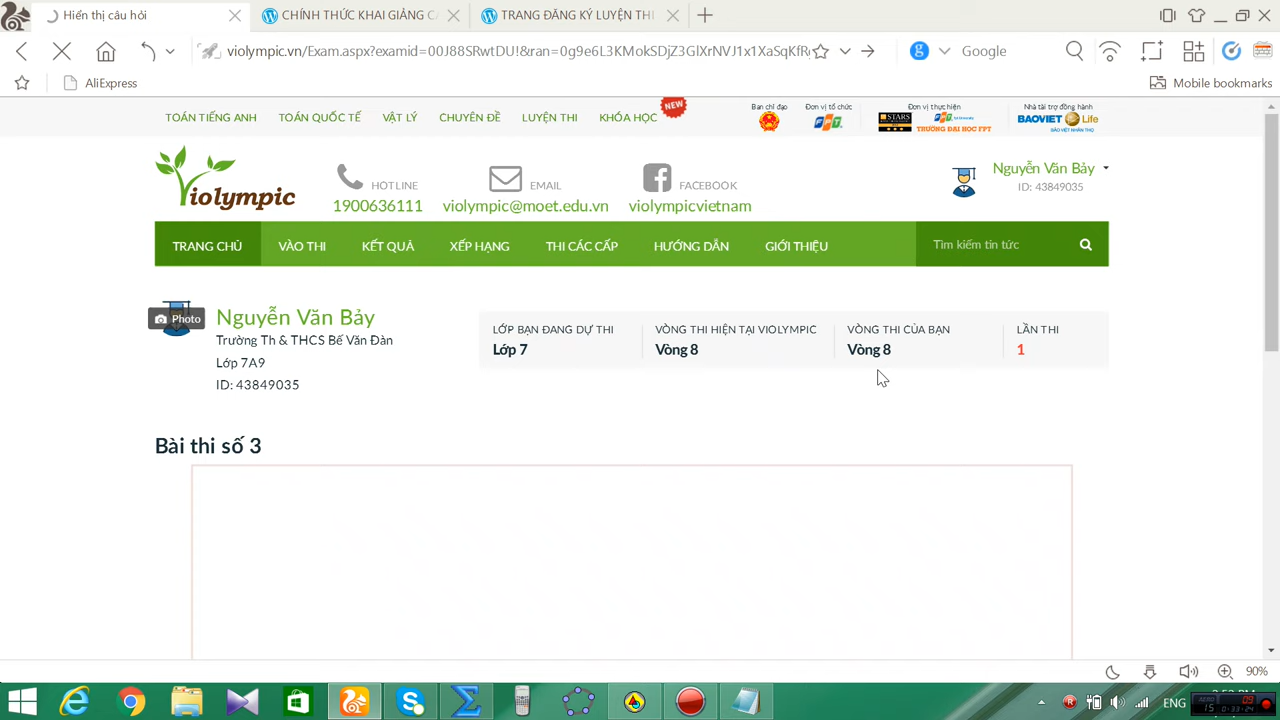 Hiển thị câu hỏi
CHÍNH THỨC KHAI GIẢNG C
TRANG ĐĂNG KÝ LUYỆN THI
violympic.vn/Exam.aspx?examid=00J88SRwtDU!&ran=0g9e6L3KMokSDjZ3GIXrNVJ1x1XaSqKfR
Google
AliExpress
Mobile bookmarks
TOÁN TIẾNG ANH
TOÁN QUỐC TẾ
VẬT LÝ
CHUYÊN ĐỀ
LUYỆN THI
KHÓA HỌC
NEW
Ban chỉ đạo
Đơn vị tổ chức
Đơn vị thực hiện
Nhà tài trợ đồng hành
FPT
STARS
TRƯỜNG ĐẠI HỌC FPT
BAOVIET Life
Violympic
HOTLINE
1900636111
EMAIL
violympic@moet.edu.vn
FACEBOOK
violympicvietnam
Nguyễn Văn Bảy
ID: 43849035
TRANG CHỦ
VÀO THI
KẾT QUẢ
XẾP HẠNG
THI CÁC CẤP
HƯỚNG DẪN
GIỚI THIỆU
Tìm kiếm tin tức
Photo
Nguyễn Văn Bảy
Trường Th & THCS Bế Văn Đàn
Lớp 7A9
ID: 43849035
LỚP BẠN ĐANG DỰ THI
Lớp 7
VÒNG THI HIỆN TẠI VIOLYMPIC
Vòng 8
VÒNG THI CỦA BẠN
Vòng 8
LẦN THI
1
Bài thi số 3
90%
ENG
0:33:24